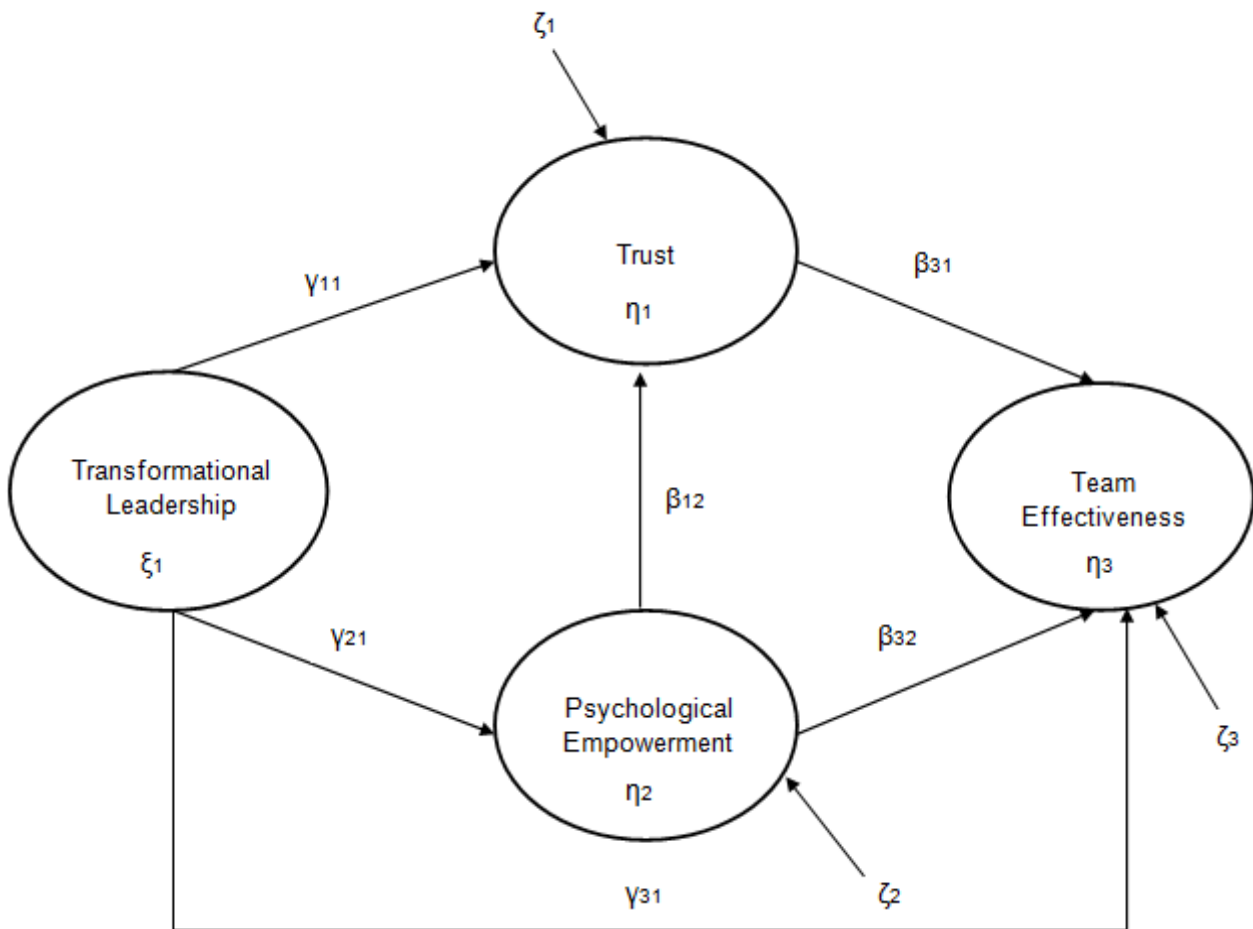 ζ1
Trust
η1
γ11
β31
Transformational
Leadership
ξ1
β12
Team
Effectiveness
η3
γ21
β32
Psychological
Empowerment
η2
ζ3
γ31
ζ2